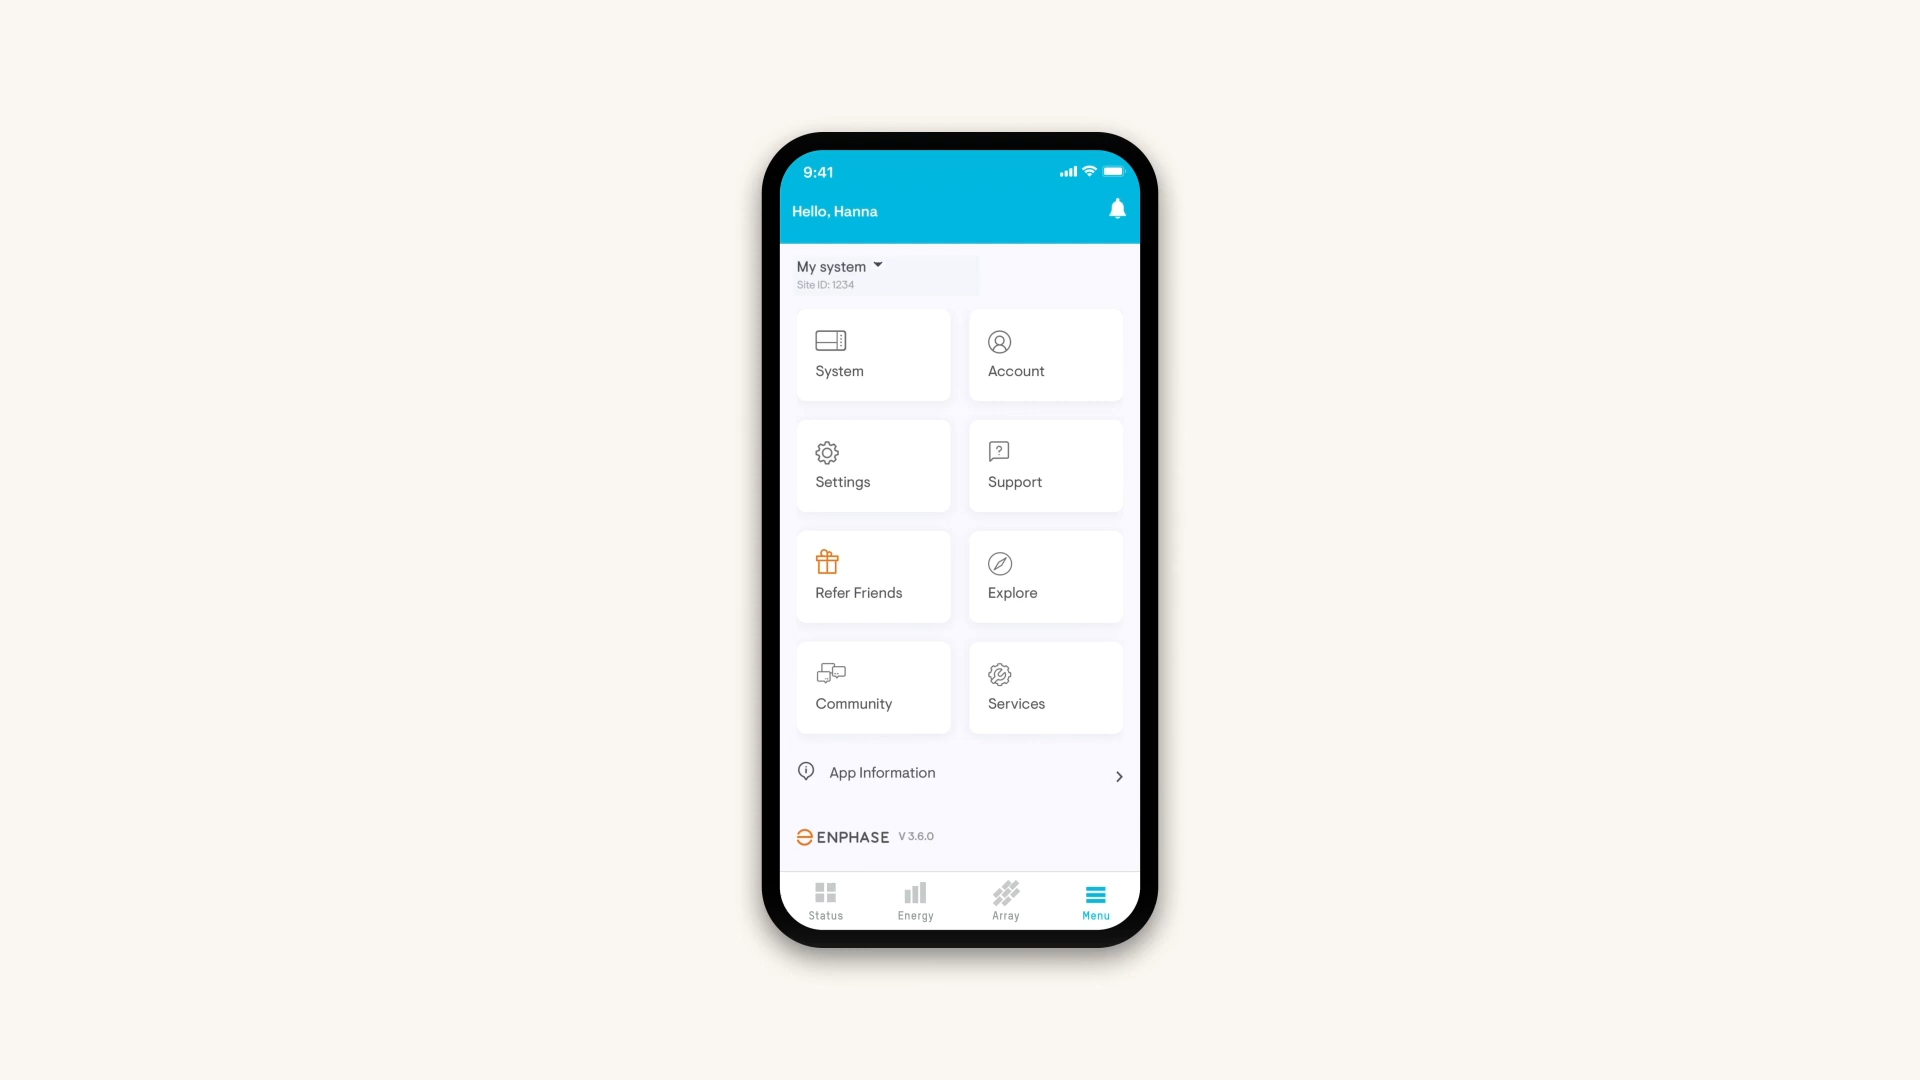 9:41
Hello, Hanna
My system
Site ID: 1234
System
Account
Settings
Support
Refer Friends
Explore
Community
Services
App Information
ENPHASE V 3.6.0
Status
Energy
Array
Menu